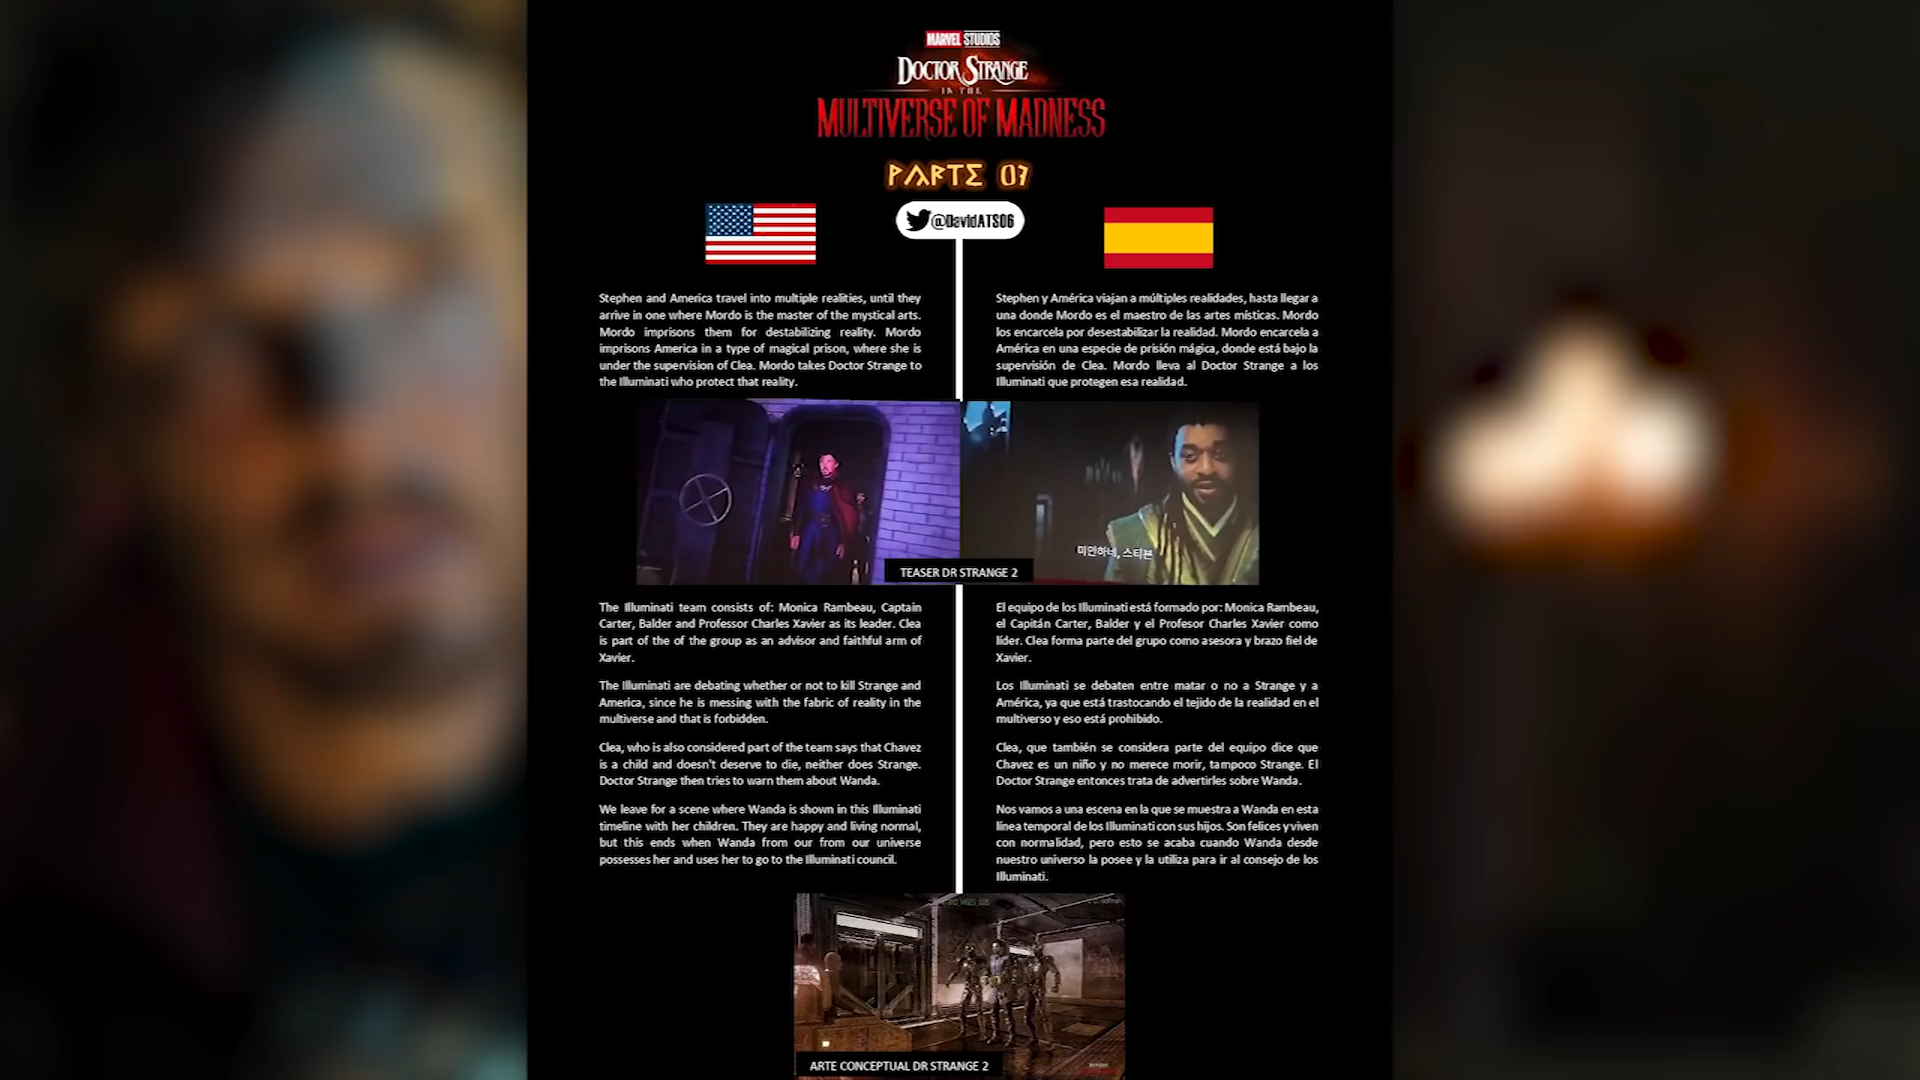 MARVEL STUDIOS
DOCTOR STRANGE
IN THE
MULTIVERSE OF MADNESS
PARTE 07
@DavidATS06
Stephen and America travel into multiple realities, until they
arrive in one where Mordo is the master of the mystical arts.
Mordo imprisons them for destabilizing reality. Mordo
imprisons America in a type of magical prison, where she is
under the supervision of Clea. Mordo takes Doctor Strange to
the Illuminati who protect that reality.
Stephen y América viajan a múltiples realidades, hasta llegar a
una donde Mordo es el maestro de las artes místicas. Mordo
los encarcela por desestabilizar la realidad. Mordo encarcela a
América en una especie de prisión mágica, donde está bajo la
supervisión de Clea. Mordo lleva al Doctor Strange a los
Illuminati que protegen esa realidad.
미안하네, 스티븐
TEASER DR STRANGE 2
The Illuminati team consists of: Monica Rambeau, Captain
Carter, Balder and Professor Charles Xavier as its leader. Clea
is part of the of the group as an advisor and faithful arm of
Xavier.
The Illuminati are debating whether or not to kill Strange and
America, since he is messing with the fabric of reality in the
multiverse and that is forbidden.
Clea, who is also considered part of the team says that Chavez
is a child and doesn't deserve to die, neither does Strange.
Doctor Strange then tries to warn them about Wanda.
We leave for a scene where Wanda is shown in this Illuminati
timeline with her children. They are happy and living normal,
but this ends when Wanda from our from our universe
possesses her and uses her to go to the Illuminati council.
El equipo de los Illuminati está formado por: Monica Rambeau,
el Capitán Carter, Balder y el Profesor Charles Xavier como
líder. Clea forma parte del grupo como asesora y brazo fiel de
Xavier.
Los Illuminati se debaten entre matar o no a Strange y a
América, ya que está trastocando el tejido de la realidad en el
multiverso y eso está prohibido.
Clea, que también se considera parte del equipo dice que
Chavez es un niño y no merece morir, tampoco Strange. El
Doctor Strange entonces trata de advertirles sobre Wanda.
Nos vamos a una escena en la que se muestra a Wanda en esta
línea temporal de los Illuminati con sus hijos. Son felices y viven
con normalidad, pero esto se acaba cuando Wanda desde
nuestro universo la posee y la utiliza para ir al consejo de los
Illuminati.
ARTE CONCEPTUAL DR STRANGE 2